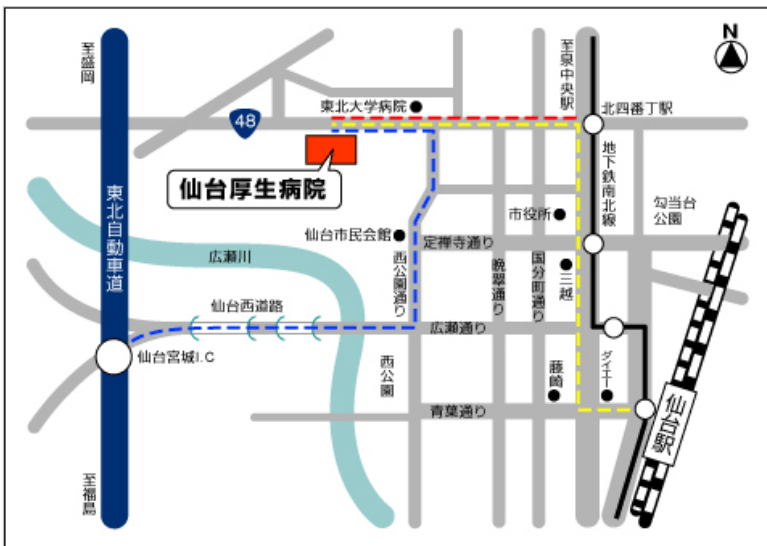 N
至盛岡
至泉中央駅
東北大学病院
北四番丁駅
48
仙台厚生病院
地下鉄南北線
勾当台
公園
東北自動車道
市役所
仙台市民会館
定禅寺通り
広瀬川
西公園通り
晩翠通り
国分町通り
三越
仙台西道路
広瀬通り
仙台宮城I.C
西公園
藤崎
ダイエー
青葉通り
仙台駅
至福島